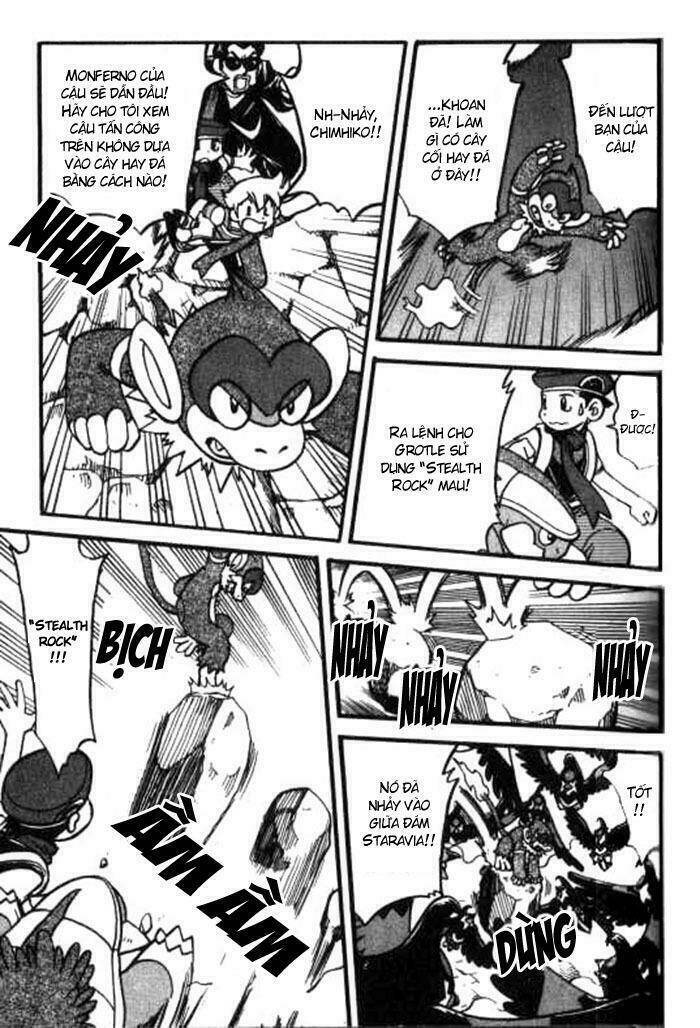 ĐẾN LƯỢT
BẠN CỦA
CẬU!
...KHOAN
ĐÃ! LÀM
GÌ CÓ CÂY
CỐI HAY ĐÁ
Ở ĐÂY!!
NH-NHẢY,
CHIMHIKO!!
MONFERNO CỦA
CẬU SẼ DẪN ĐẦU!
HÃY CHO TÔI XEM
CẬU TẤN CÔNG
TRÊN KHÔNG DỰA
VÀO CÂY HAY ĐÁ
BẰNG CÁCH NÀO!
NHẢY
Đ-
ĐƯỢC!
RA LỆNH CHO
GROTLE SỬ
DỤNG "STEALTH
ROCK" MAU!
"STEALTH
ROCK"
!!!
BỊCH
ẦM ẦM
NHẢY
NHẢY
NHẢY
TỐT
!!
NÓ ĐÃ
NHẢY VÀO
GIỮA ĐÁM
STARAVIA!!
DỪNG